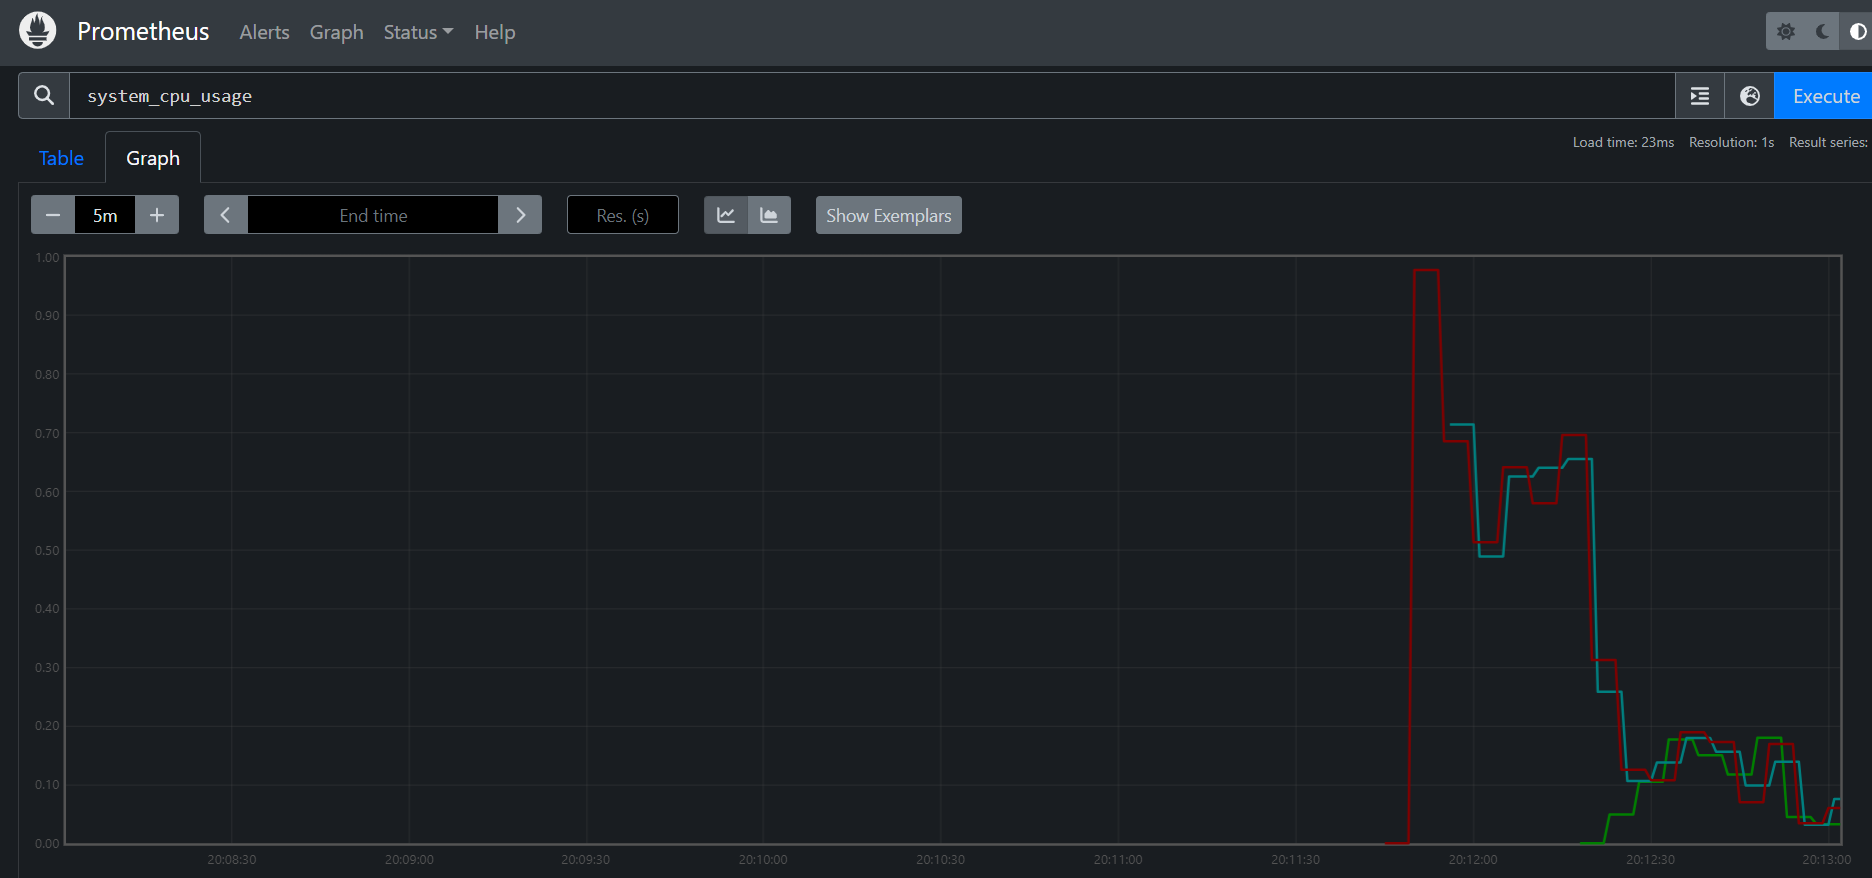 Prometheus Alerts Graph Status Help
system_cpu_usage Execute
Table Graph Load time: 23ms Resolution: 1s Result series:
5m End time Res. (s) Show Exemplars
1.00
0.90
0.80
0.70
0.60
0.50
0.40
0.30
0.20
0.10
0.00
20:08:30 20:09:00 20:09:30 20:10:00 20:10:30 20:11:00 20:11:30 20:12:00 20:12:30 20:13:00